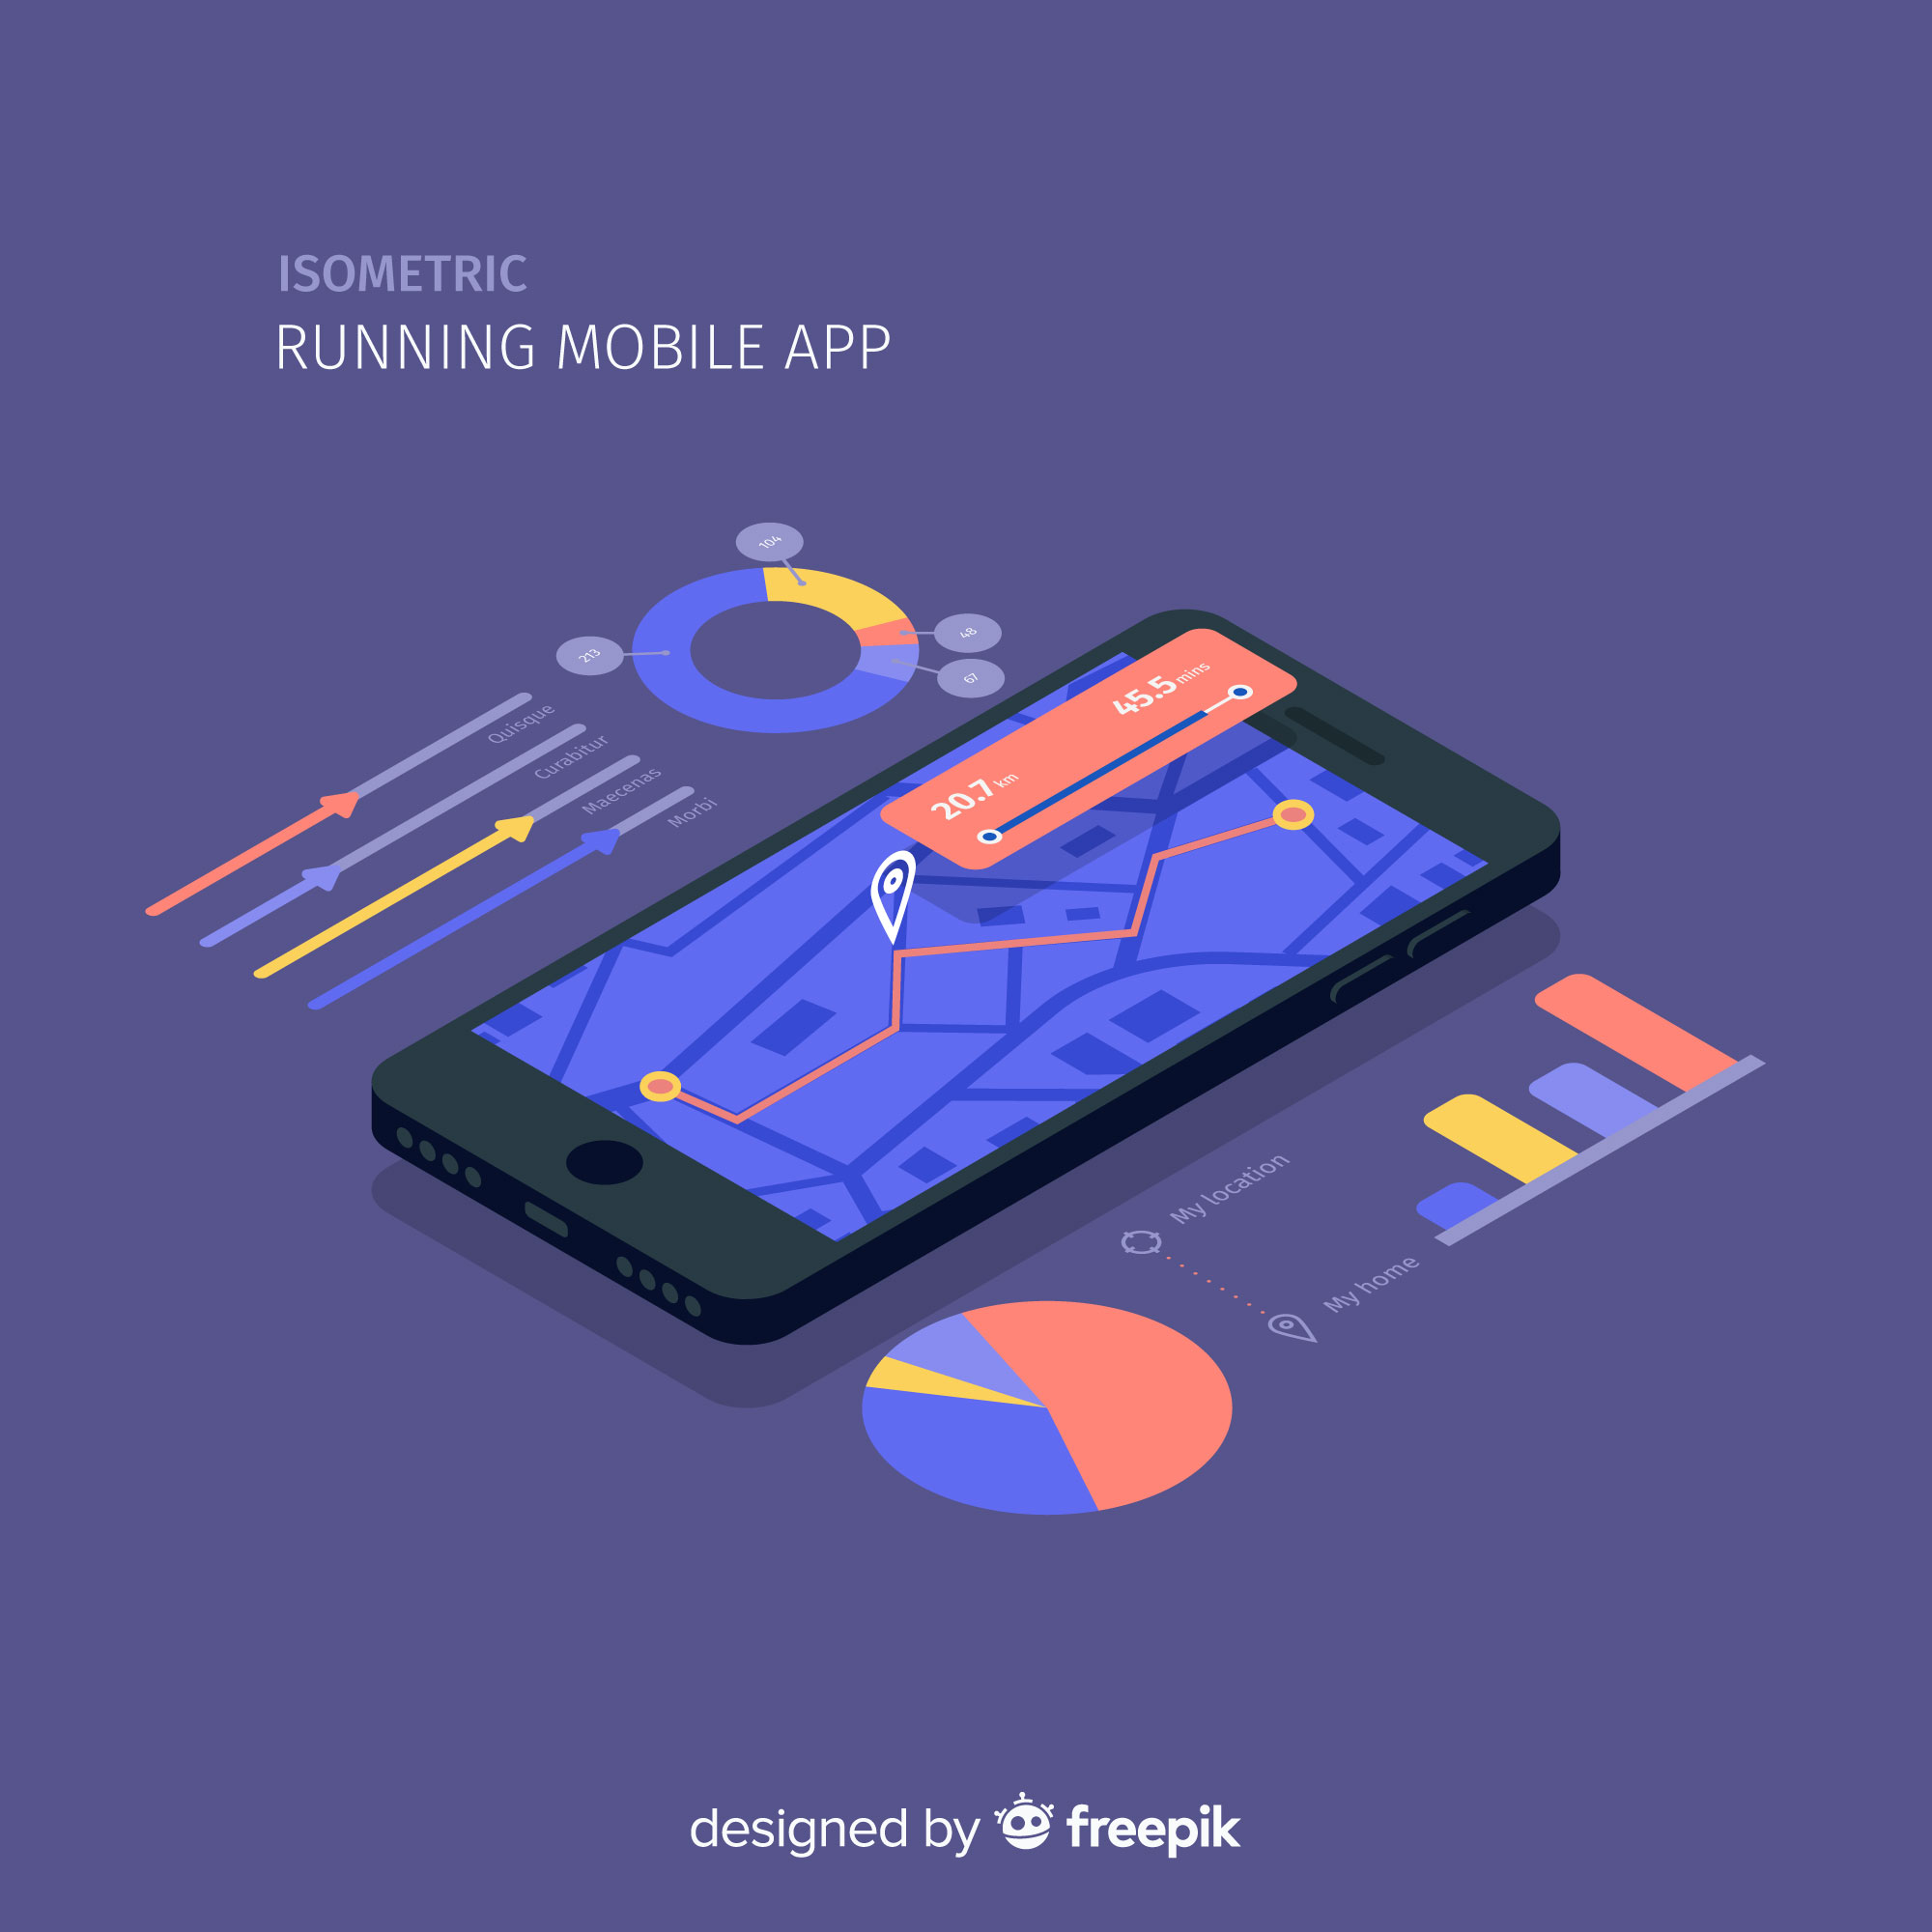 ISOMETRIC
RUNNING MOBILE APP
104
48
213
67
45.5 mins
20.7 km
Quisque
Curabitur
Maecenas
Morbi
My location
My home
designed by freepik